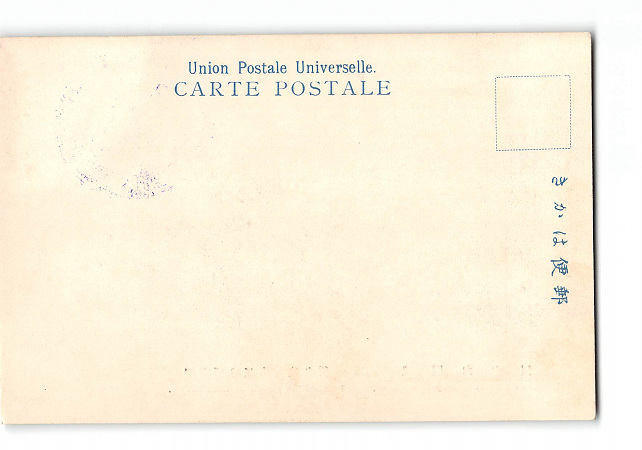 Union Postale Universelle.
CARTE POSTALE
郵便はかき